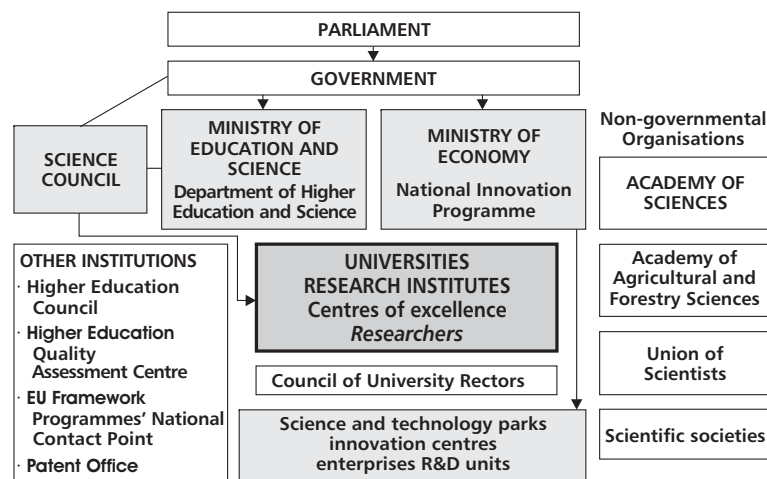 PARLIAMENT
GOVERNMENT
SCIENCE
COUNCIL
MINISTRY OF
EDUCATION AND
SCIENCE
Department of Higher
Education and Science
MINISTRY OF
ECONOMY
National Innovation
Programme
Non-governmental
Organisations
ACADEMY OF
SCIENCES
Academy of
Agricultural and
Forestry Sciences
Union of
Scientists
Scientific societies
OTHER INSTITUTIONS
· Higher Education
Council
· Higher Education
Quality
Assessment Centre
· EU Framework
Programmes' National
Contact Point
· Patent Office
UNIVERSITIES
RESEARCH INSTITUTES
Centres of excellence
Researchers
Council of University Rectors
Science and technology parks
innovation centres
enterprises R&D units